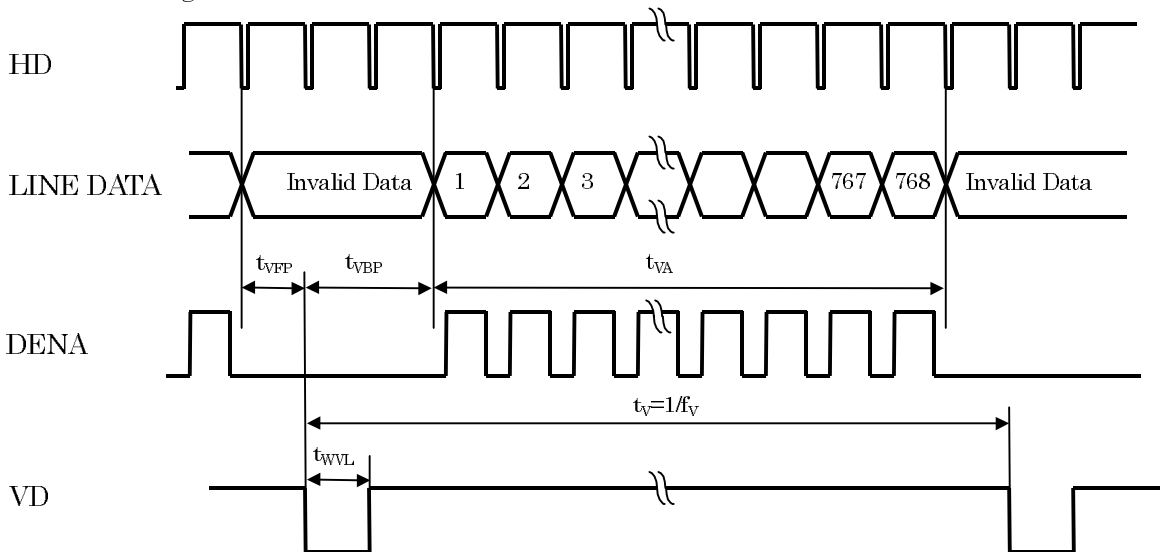 HD
LINE DATA
Invalid Data 1 2 3 767 768 Invalid Data
tVFP tVBP tVA
DENA
tV=1/fV
tWVL
VD